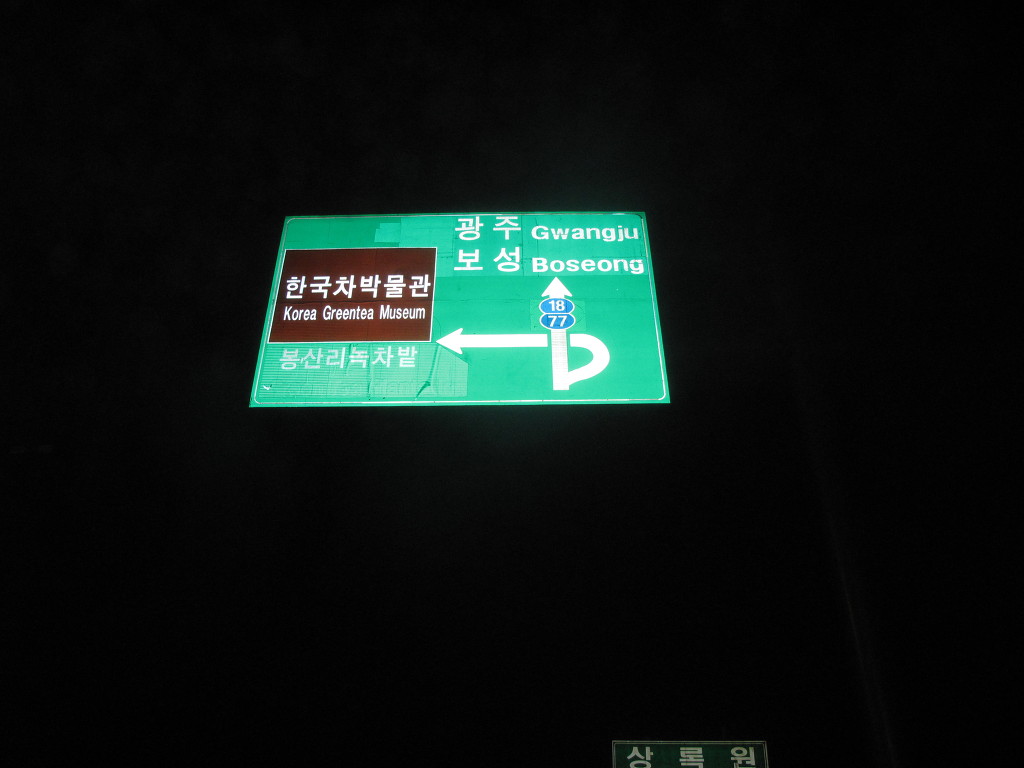 광주 Gwangju
보성 Boseong
한국차박물관
Korea Greentea Museum
봉산리녹차밭
18
77
상록원